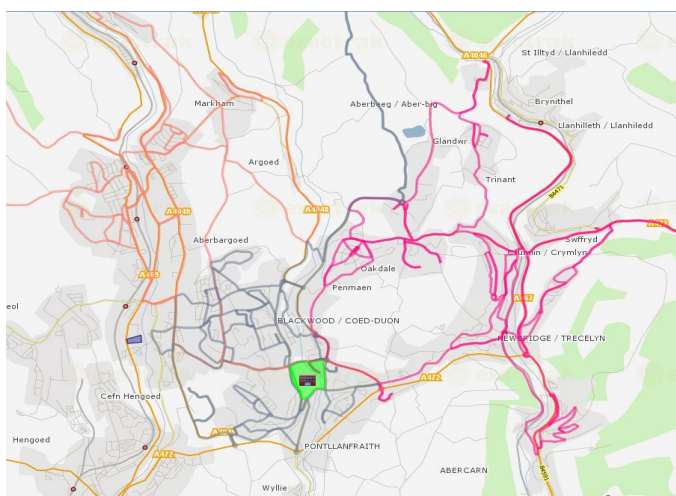 A4046
St Illtyd / Llanhiledd
Markham
Aberbeeg / Aber-big
Brynithel
Llanhilleth / Llanhiledd
Glandwr
Argoed
Trinant
B4471
A4049
A4048
Aberbargoed
A472
Swffryd
Crumlin / Crymlyn
Oakdale
A469
Penmaen
A467
BLACKWOOD / COED-DUON
NEWBRIDGE / TRECELYN
A472
Cefn Hengoed
Hengoed
A472
PONTLLANFRAITH
ABERCARN
B4591
Wyllie